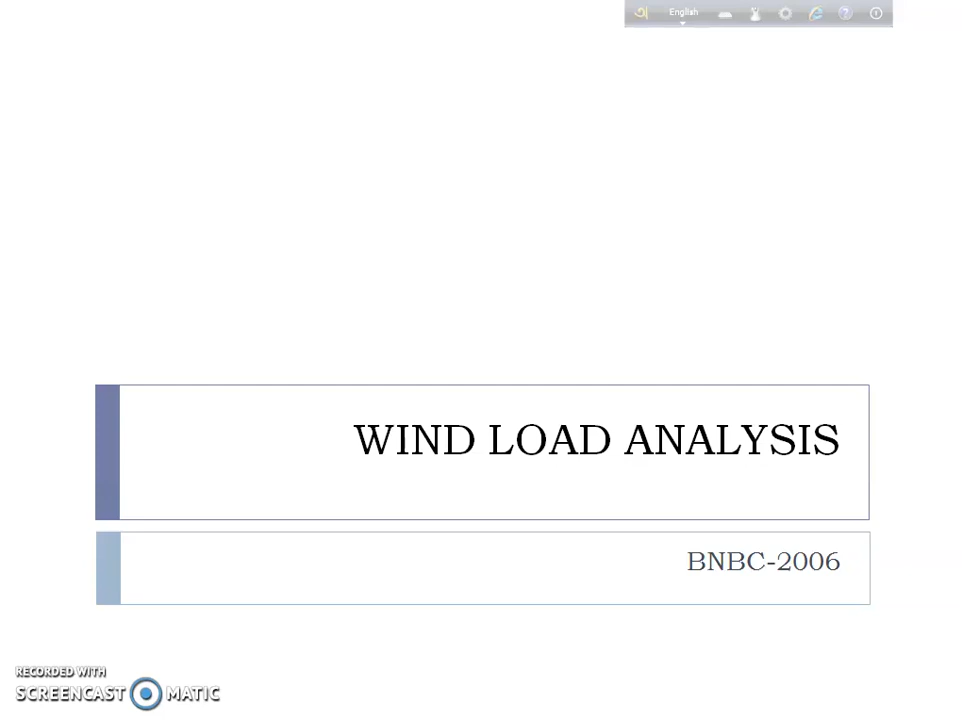 অ English
WIND LOAD ANALYSIS
BNBC-2006
RECORDED WITH
SCREENCAST MATIC